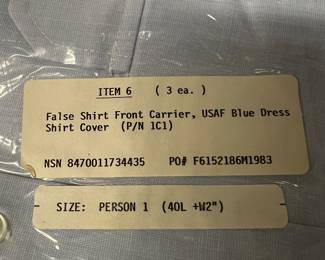 ITEM 6 ( 3 ea. )
False Shirt Front Carrier, USAF Blue Dress
Shirt Cover (P/N 1C1)
NSN 8470011734435 PO# F6152186M1983
SIZE: PERSON 1 (40L +W2")